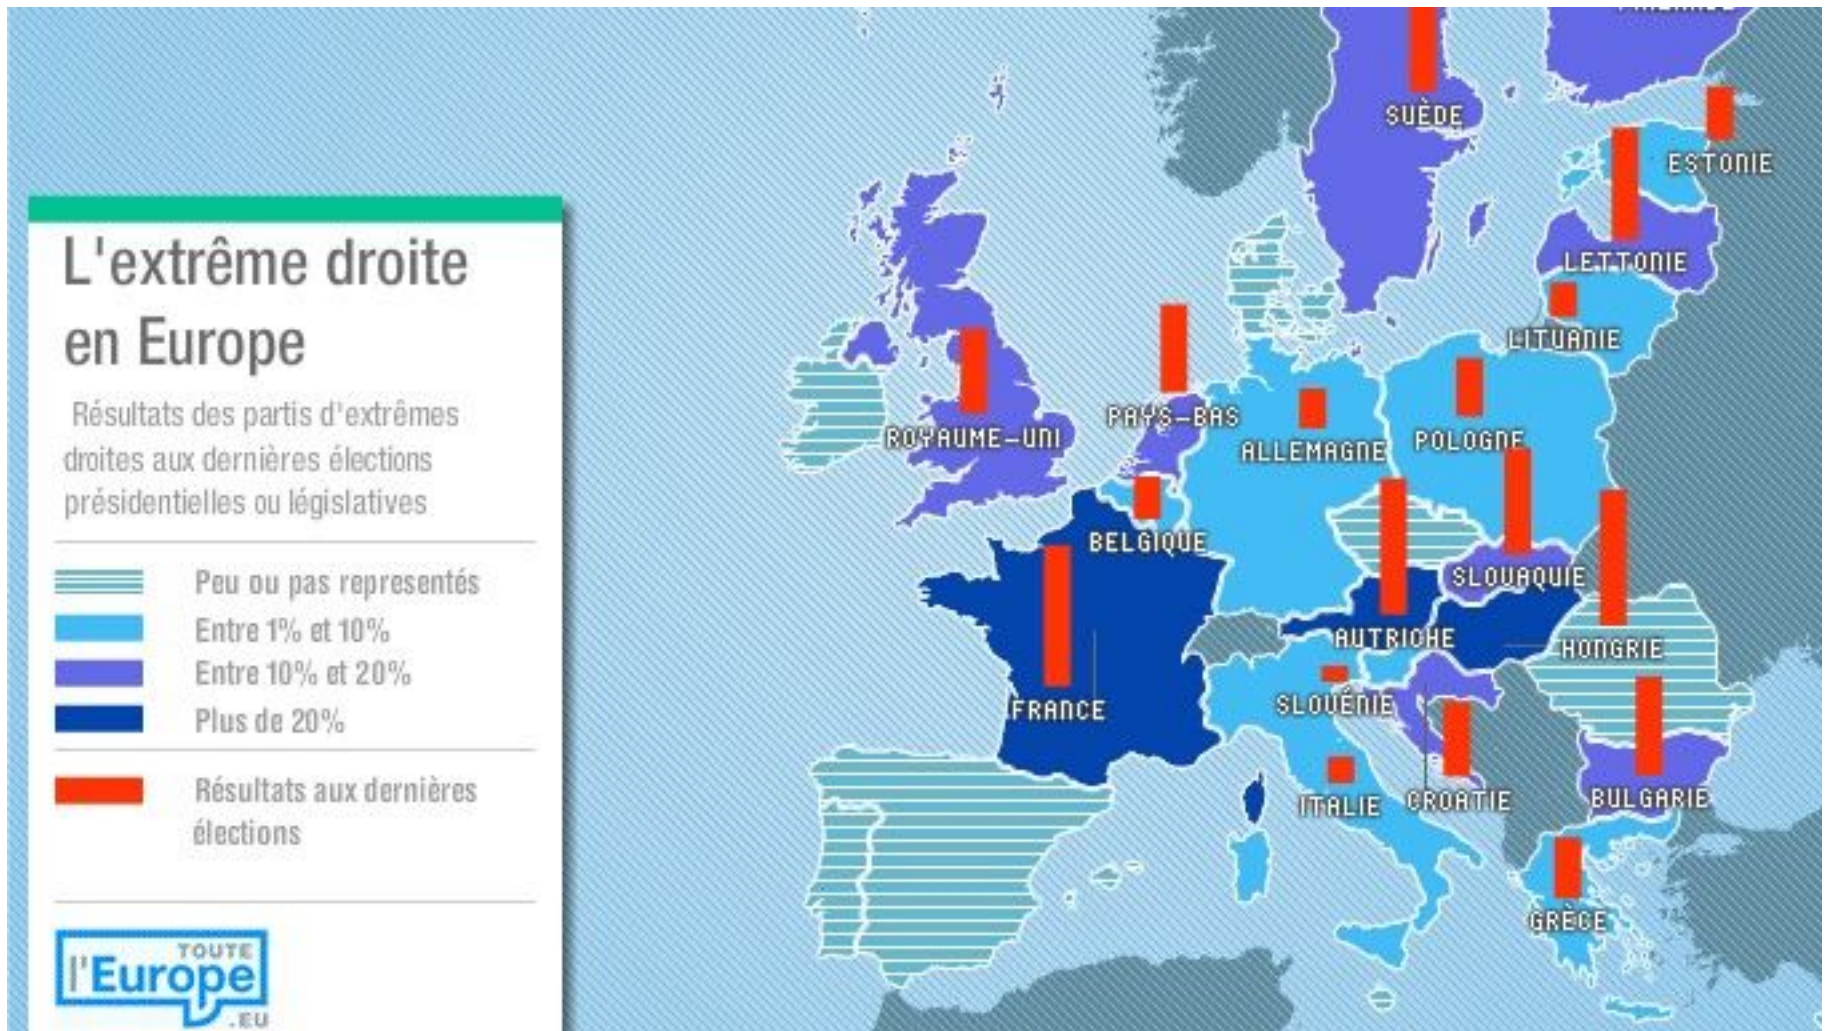 L'extrême droite
en Europe
Résultats des partis d'extrêmes
droites aux dernières élections
présidentielles ou législatives
Peu ou pas representés
Entre 1% et 10%
Entre 10% et 20%
Plus de 20%
Résultats aux dernières
élections
TOUTE
l'Europe
.EU
SUÈDE
ESTONIE
LETTONIE
LITUANIE
PAYS-BAS
ROYAUME-UNI
ALLEMAGNE
POLOGNE
BELGIQUE
SLOVAQUIE
AUTRICHE
HONGRIE
FRANCE
SLOVÉNIE
ITALIE
CROATIE
BULGARIE
GRÈCE